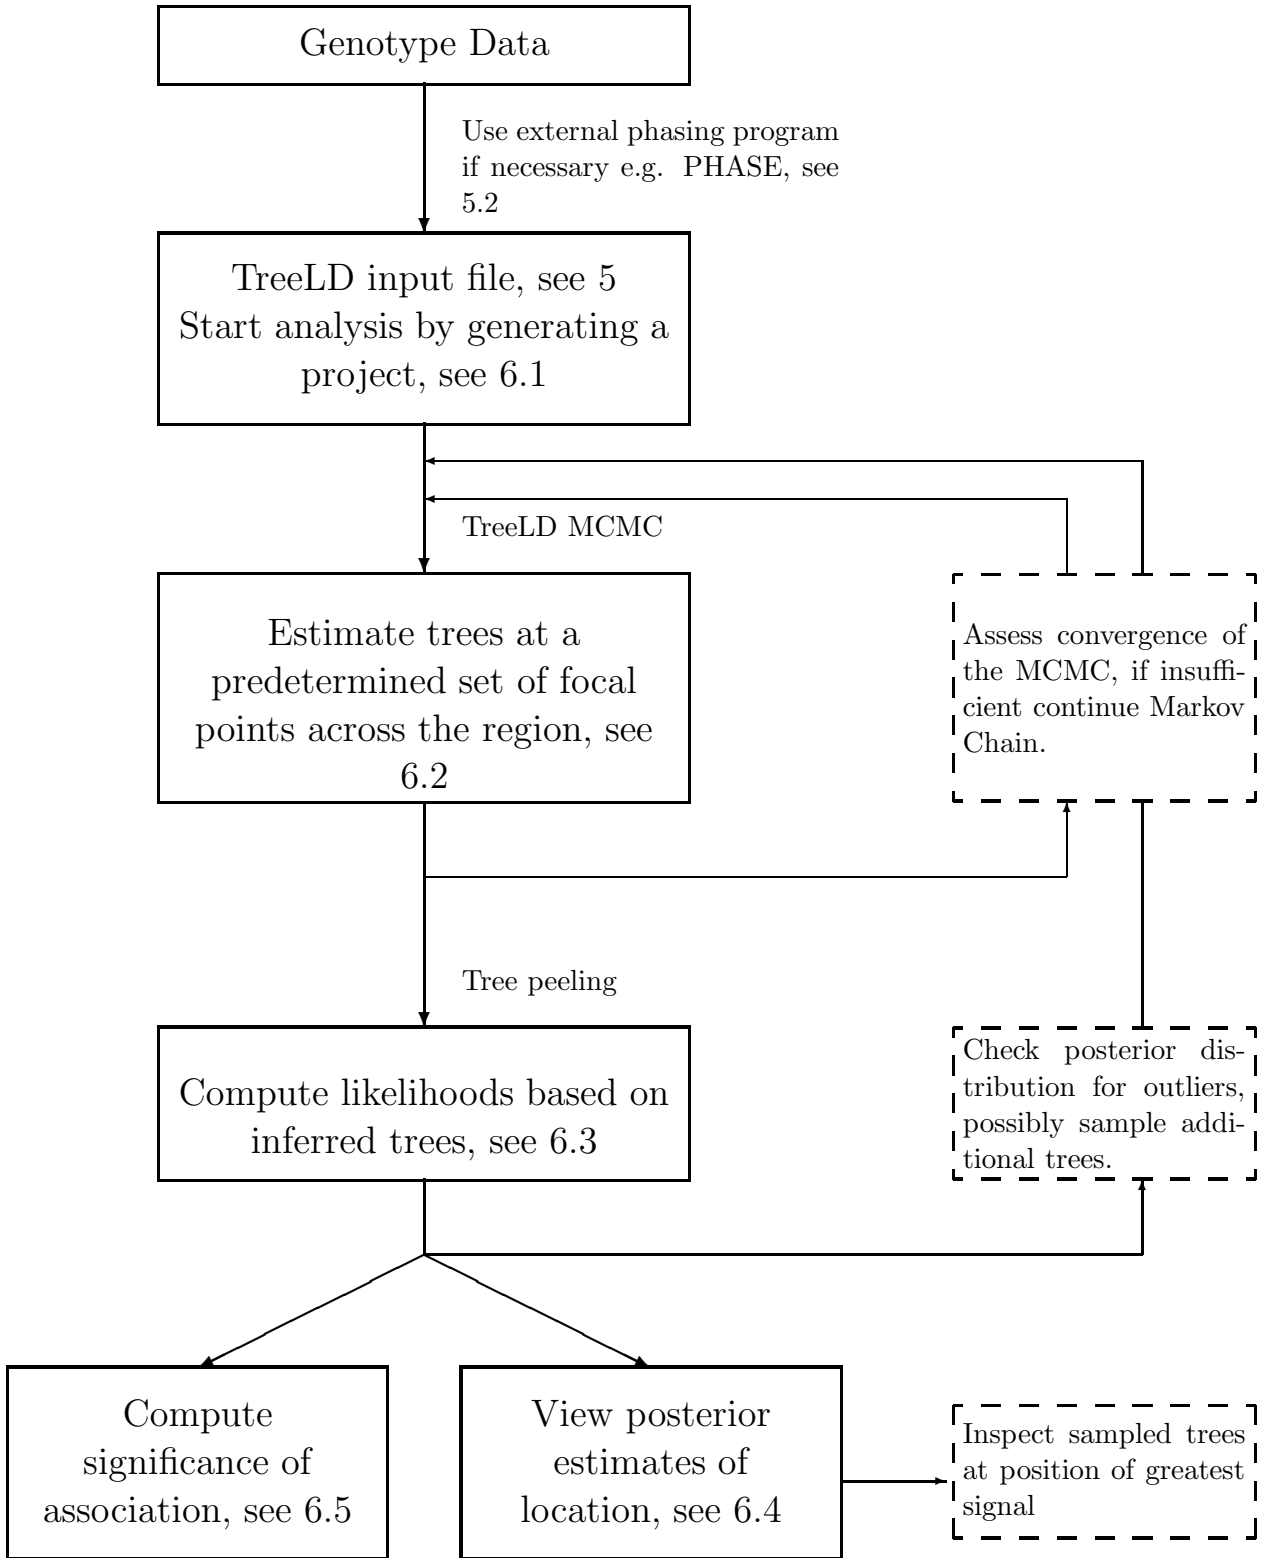 Genotype Data
Use external phasing program
if necessary e.g. PHASE, see
5.2
TreeLD input file, see 5
Start analysis by generating a
project, see 6.1
TreeLD MCMC
Estimate trees at a
predetermined set of focal
points across the region, see
6.2
Assess convergence of
the MCMC, if insuffi-
cient continue Markov
Chain.
Tree peeling
Compute likelihoods based on
inferred trees, see 6.3
Check posterior dis-
tribution for outliers,
possibly sample addi-
tional trees.
Compute
significance of
association, see 6.5
View posterior
estimates of
location, see 6.4
Inspect sampled trees
at position of greatest
signal